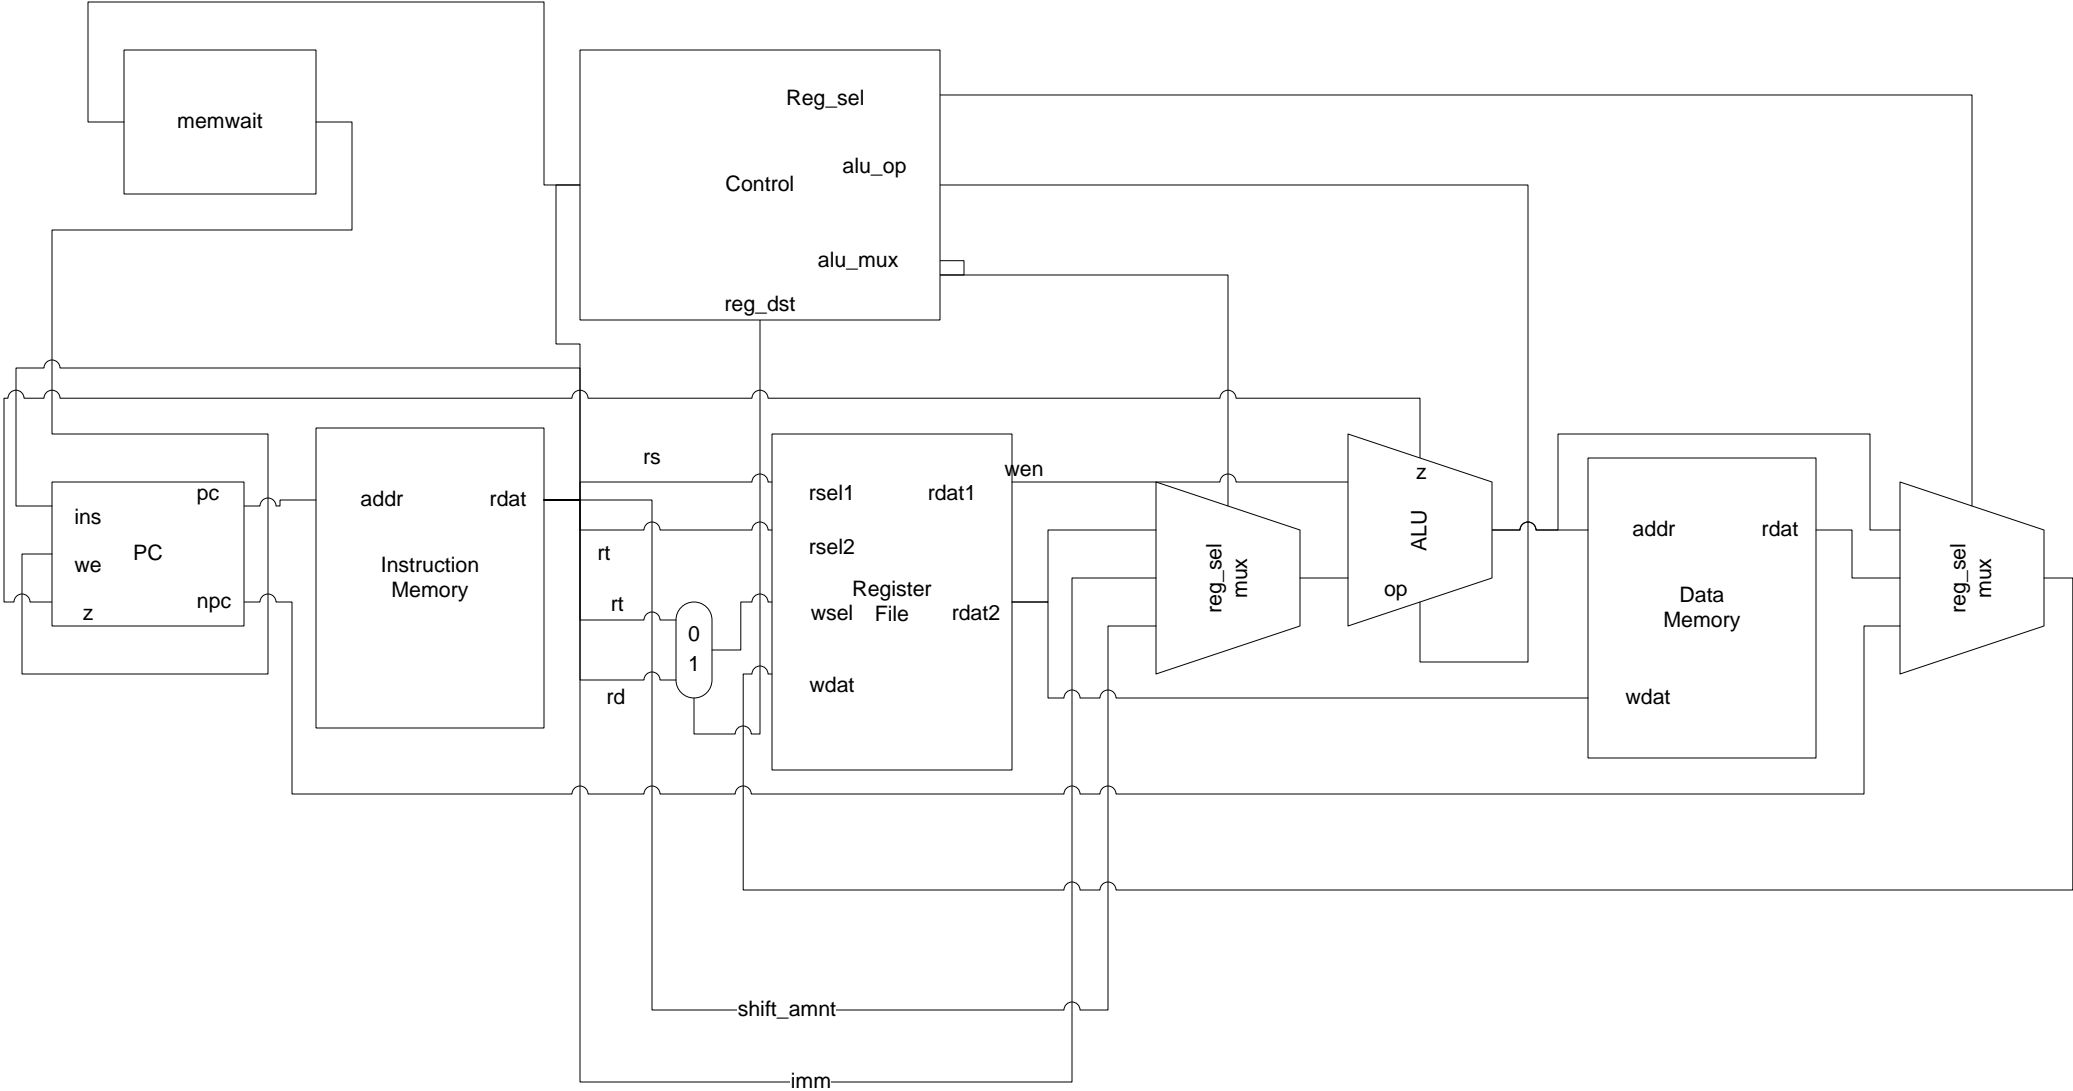 Reg_sel
memwait
alu_op
Control
alu_mux
reg_dst
rs
wen
z
pc
addr
rdat
rsel1
rdat1
ins
PC
rt
rsel2
ALU
addr
rdat
we
Instruction
Memory
reg_sel
mux
reg_sel
mux
npc
z
rt
wsel
Register
File
rdat2
op
Data
Memory
0
1
rd
wdat
wdat
shift_amnt
imm